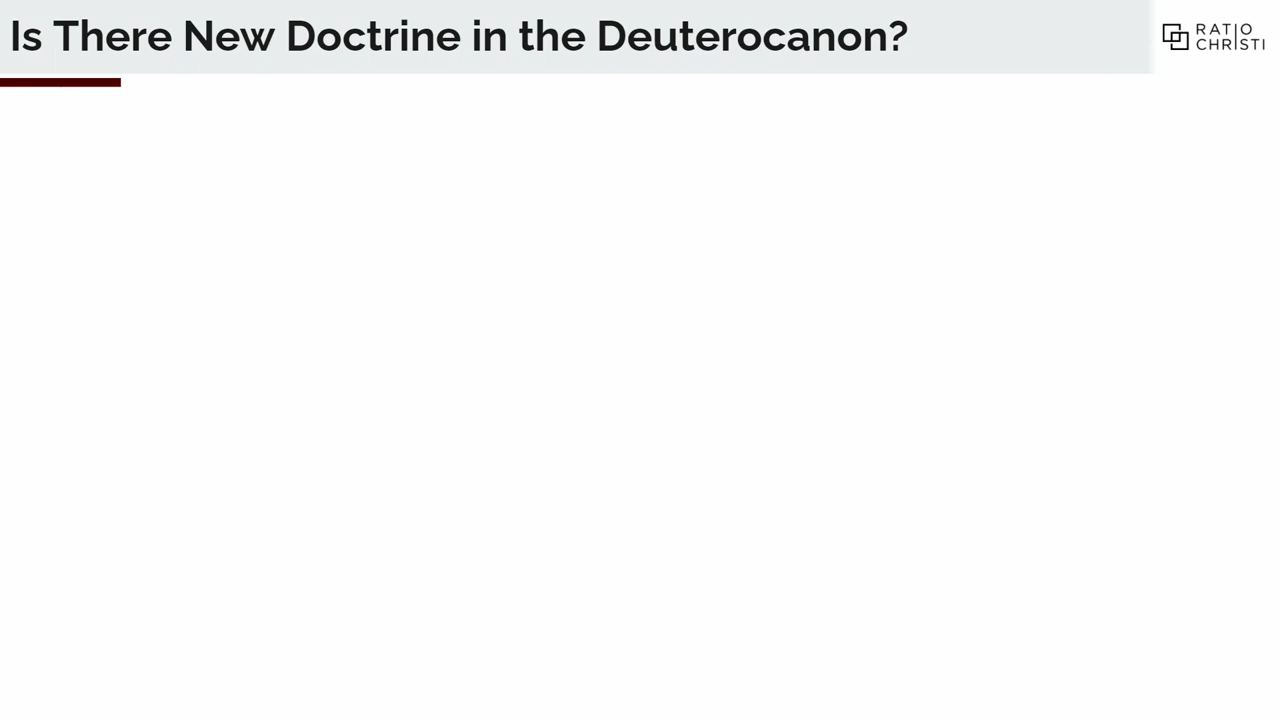 Is There New Doctrine in the Deuterocanon?
RATIO
CHRISTI